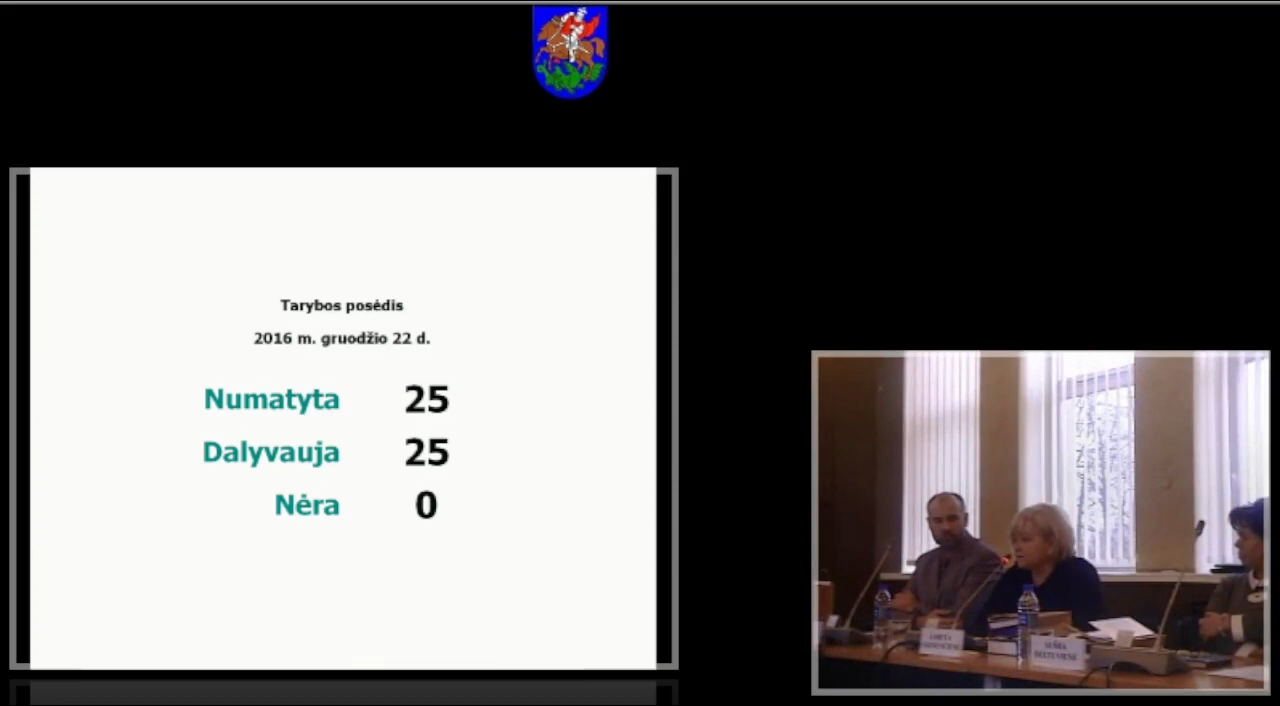 Tarybos posėdis
2016 m. gruodžio 22 d.
Numatyta 25
Dalyvauja 25
Nėra 0